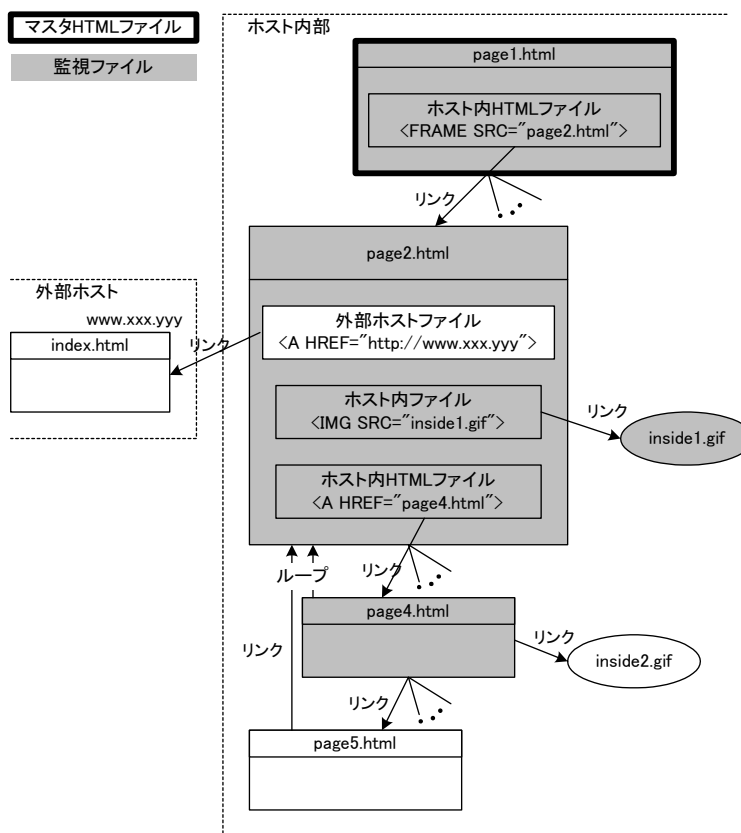 マスタHTMLファイル
監視ファイル
ホスト内部
page1.html
ホスト内HTMLファイル
<FRAME SRC="page2.html">
リンク
page2.html
外部ホスト
www.xxx.yyy
index.html
リンク
外部ホストファイル
<A HREF="http://www.xxx.yyy">
ホスト内ファイル
<IMG SRC="inside1.gif">
リンク
inside1.gif
ホスト内HTMLファイル
<A HREF="page4.html">
ループ
リンク
page4.html
リンク
inside2.gif
リンク
リンク
page5.html